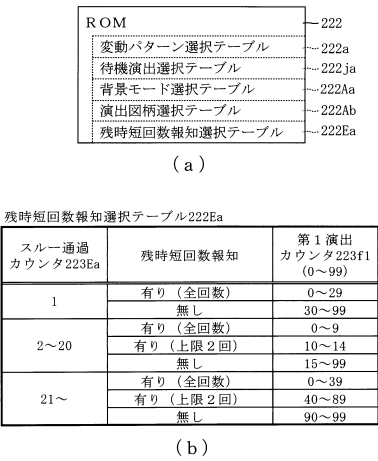 ROM
222
変動パターン選択テーブル
222a
待機演出選択テーブル
222ja
背景モード選択テーブル
222Aa
演出図柄選択テーブル
222Ab
残時短回数報知選択テーブル
222Ea
(a)
残時短回数報知選択テーブル222Ea
スルー通過
カウンタ223Ea
残時短回数報知
第１演出
カウンタ223f1
(0～99)
1
有り（全回数）
0～29
無し
30～99
2～20
有り（全回数）
0～9
有り（上限２回）
10～14
無し
15～99
21～
有り（全回数）
0～39
有り（上限２回）
40～89
無し
90～99
(b)